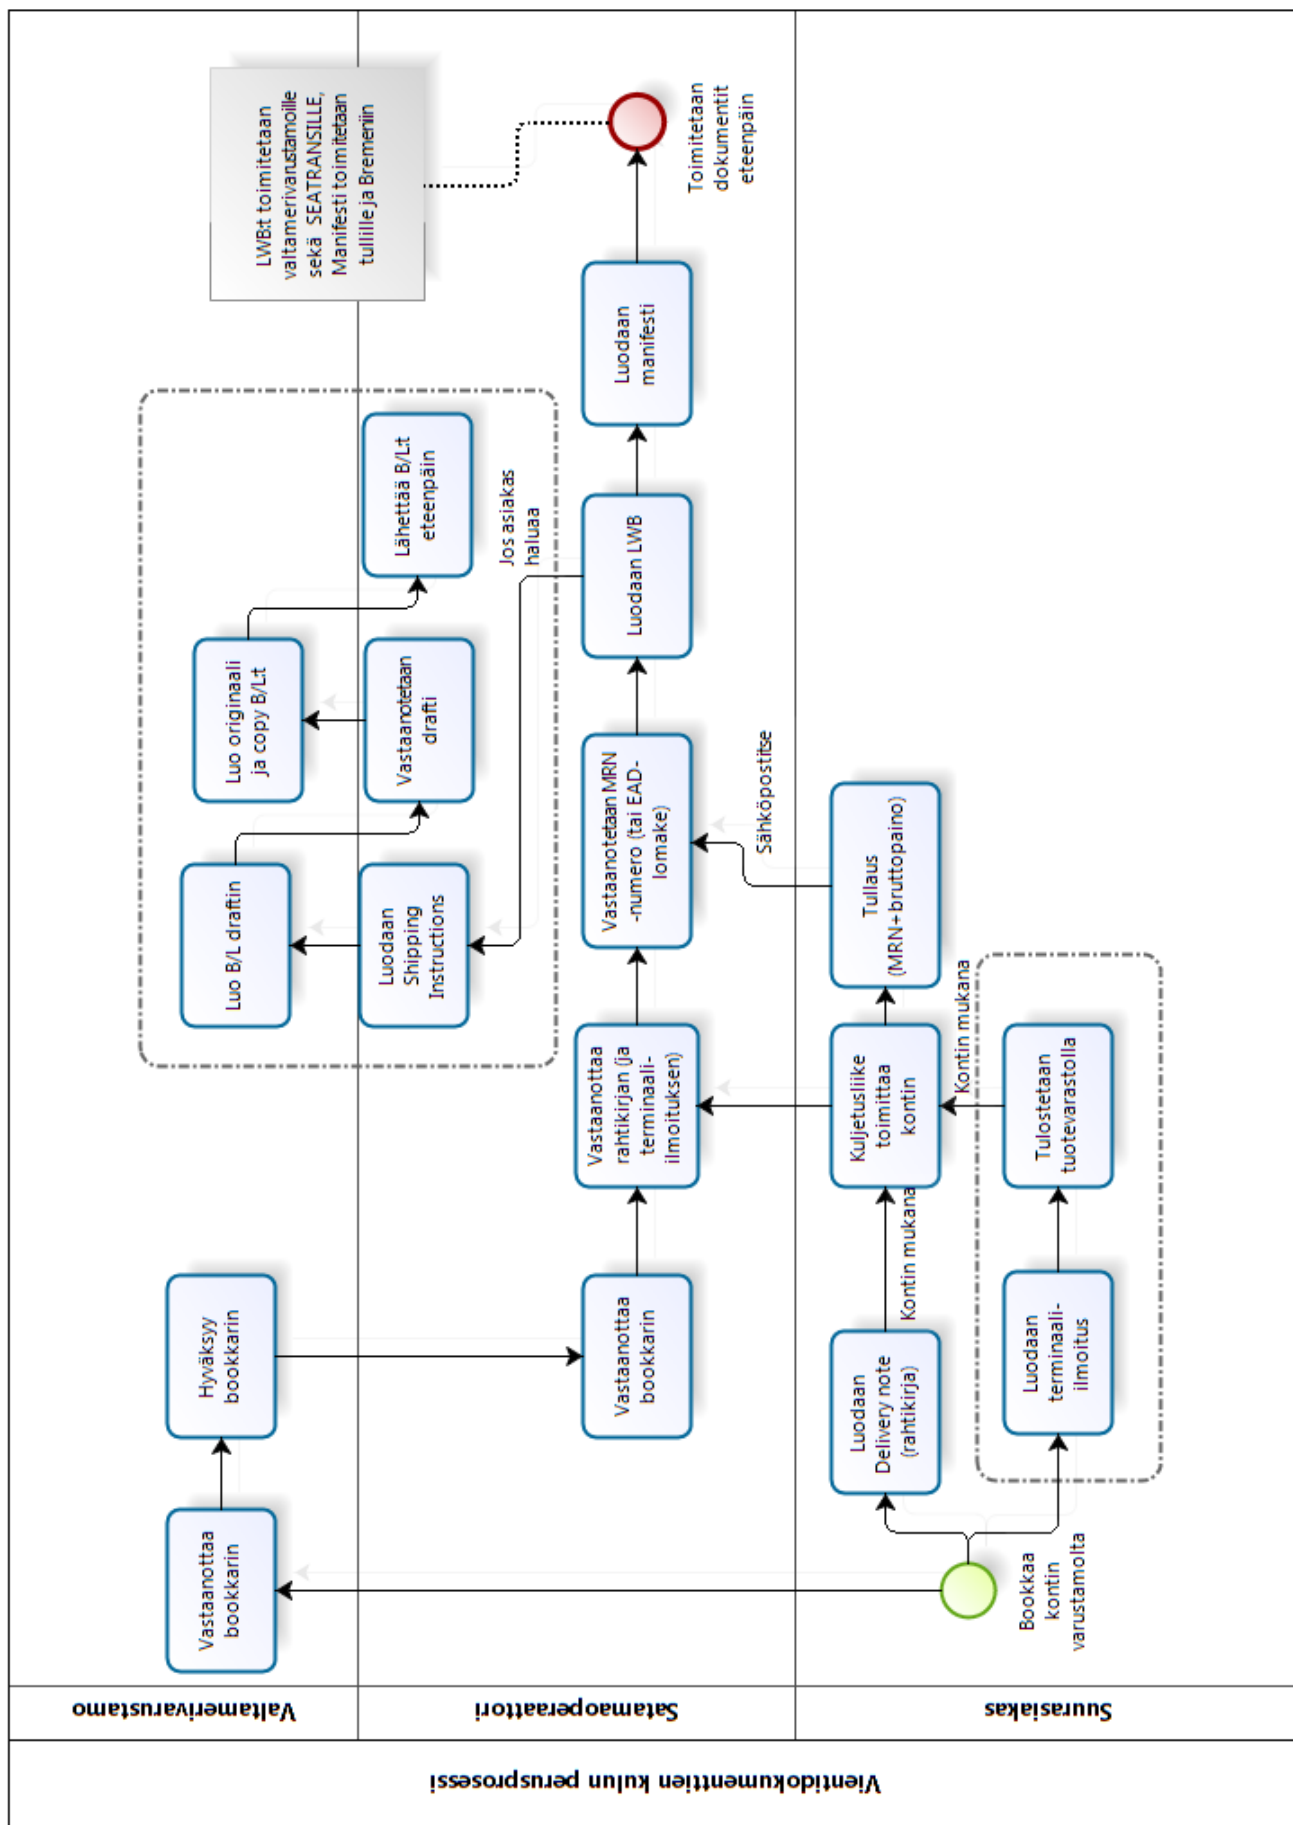 Vientidokumenttien kulun perusprosessi
Valtamerivarustamo
Vastaanottaa
bookkarin
Hyväksyy
bookkarin
Luo B/L draftin
Luo originaali
ja copy B/L:t
LWB:t toimitetaan
valtamerivarustamoille
sekä SEATRANSILLE,
Manifesti toimitetaan
tullille ja Bremeniin
Satamaoperaattori
Luodaan
Shipping
Instructions
Vastaanotetaan
drafti
Lähettää B/L:t
eteenpäin
Jos asiakas
haluaa
Vastaanottaa
bookkarin
Vastaanottaa
rahtikirjan (ja
terminaali-
ilmoituksen)
Vastaanotetaan MRN
-numero (tai EAD-
lomake)
Luodaan LWB
Luodaan
manifesti
Toimitetaan
dokumentit
eteenpäin
Sähköpostitse
Suurasiakas
Bookkaa
kontin
varustamolta
Luodaan
Delivery note
(rahtikirja)
Kontin mukana
Kuljetusliike
toimittaa
kontin
Tullaus
(MRN+bruttopaino)
Kontin mukana
Luodaan
terminaali-
ilmoitus
Tulostetaan
tuotevarastolla